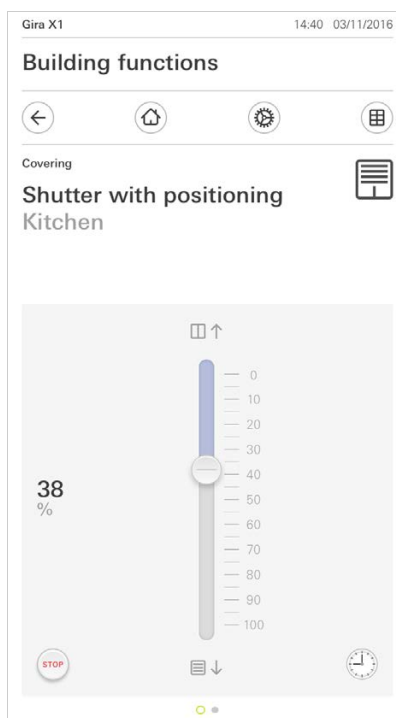 Gira X1 14:40 03/11/2016
Building functions
Covering
Shutter with positioning
Kitchen
0
10
20
30
40
38
%
50
60
70
80
90
100
STOP